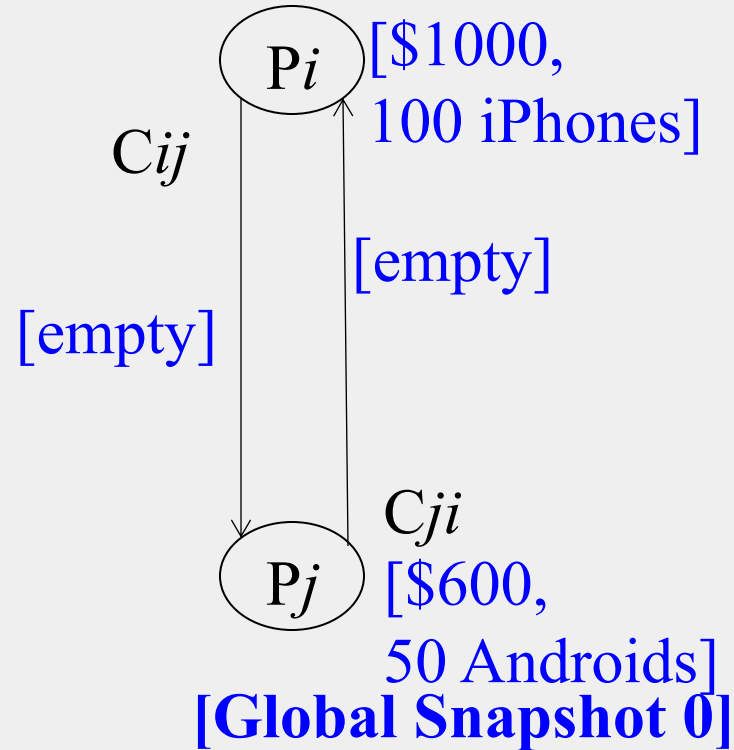 Pi
[$1000,
100 iPhones]
Cij
[empty]
[empty]
Cji
Pj
[$600,
50 Androids]
[Global Snapshot 0]